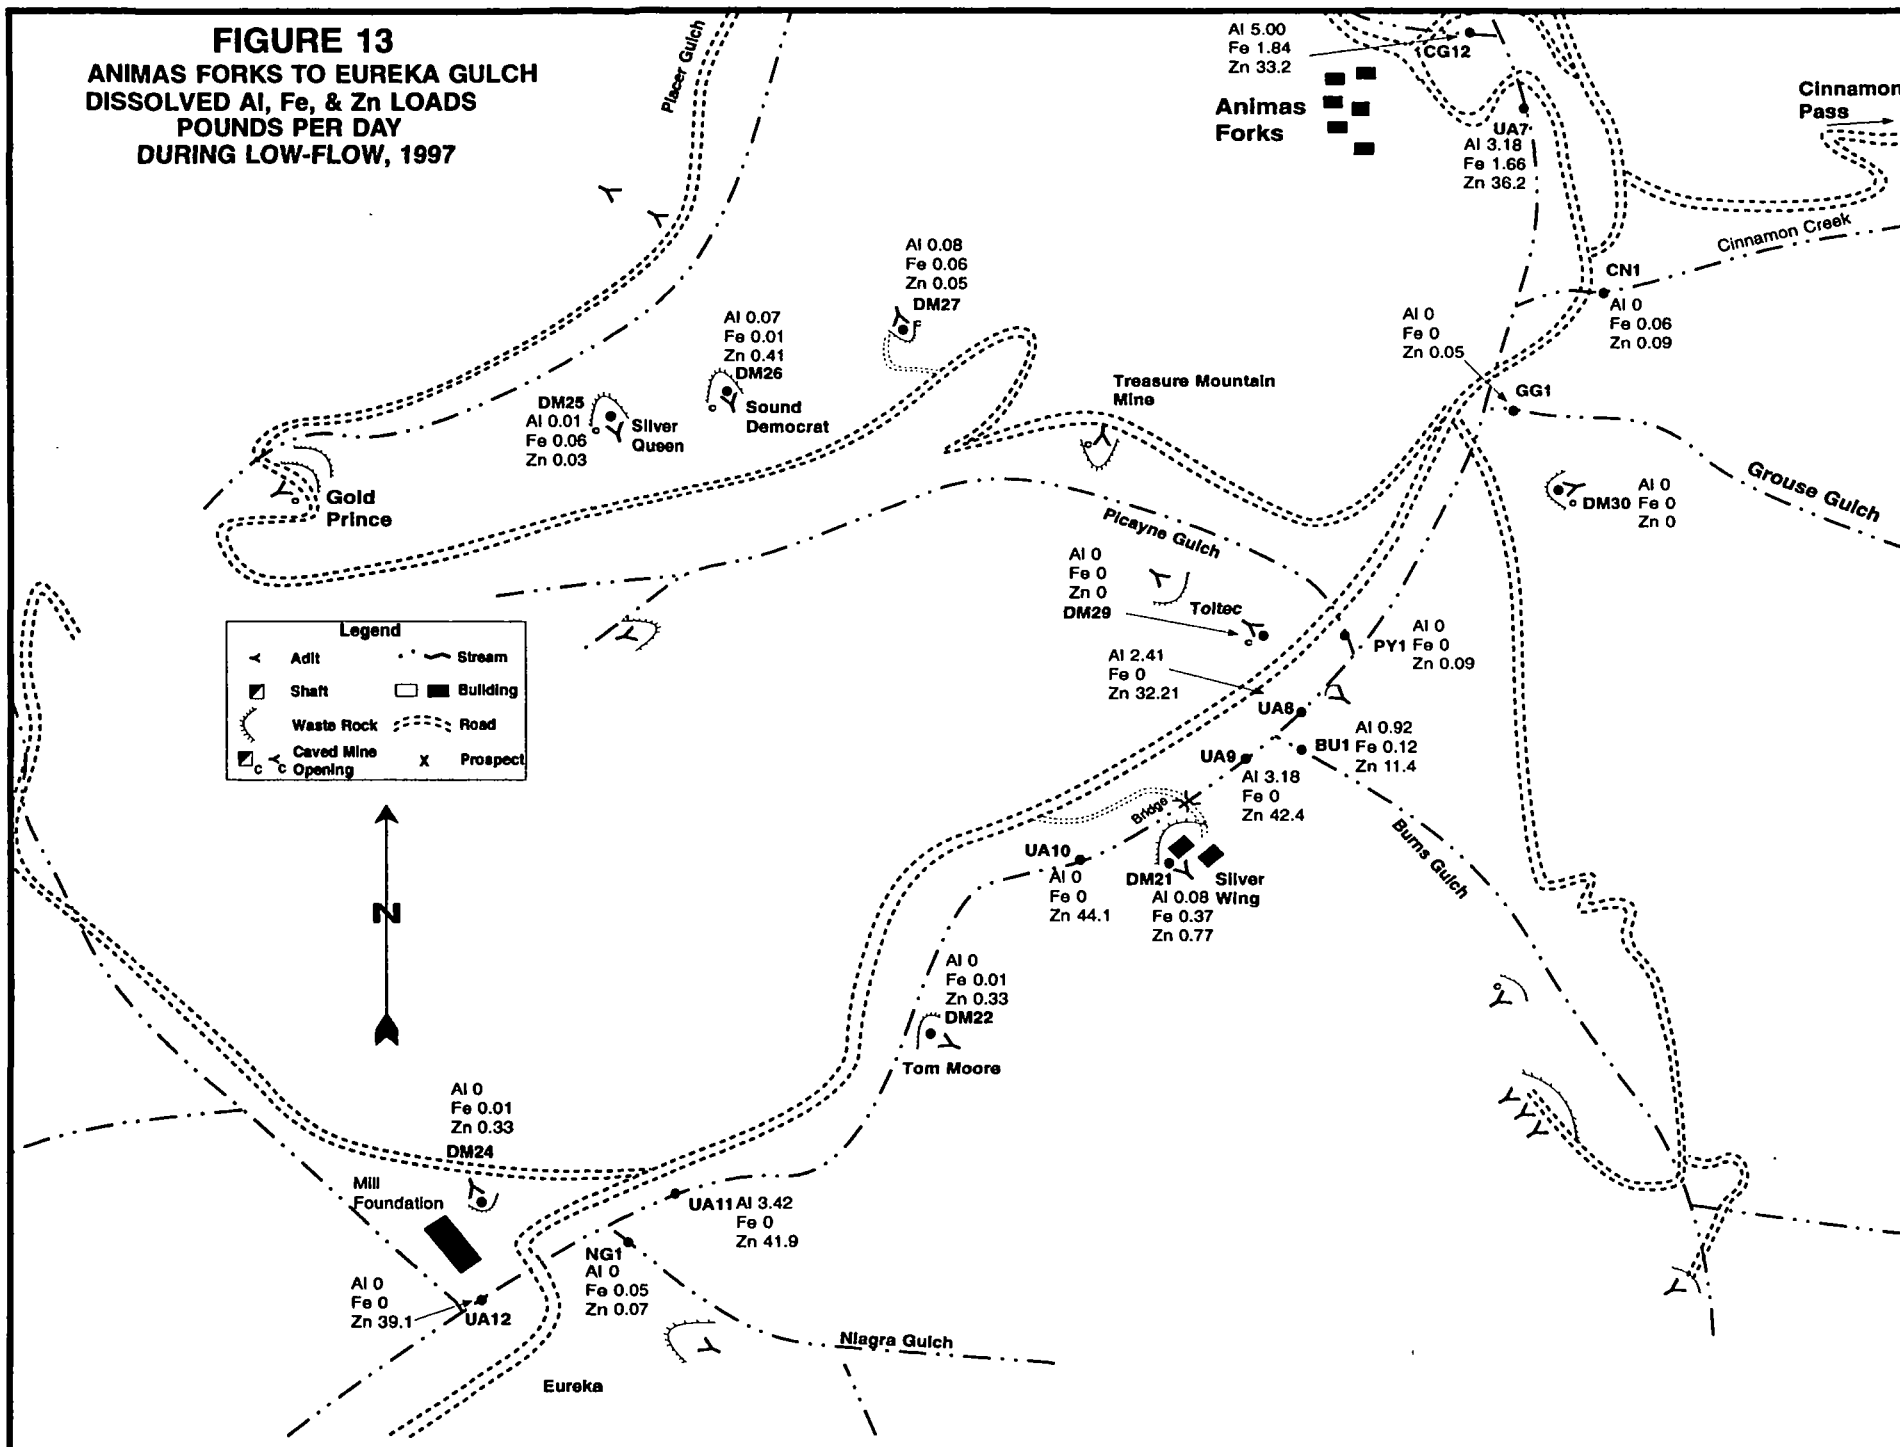 FIGURE 13
ANIMAS FORKS TO EUREKA GULCH
DISSOLVED Al, Fe, & Zn LOADS
POUNDS PER DAY
DURING LOW-FLOW, 1997
Placer Gulch
Al 5.00
Fe 1.84
Zn 33.2
CG12
Animas
Forks
UA7
Al 3.18
Fe 1.66
Zn 36.2
Cinnamon
Pass
Cinnamon Creek
CN1
Al 0
Fe 0.06
Zn 0.09
Al 0
Fe 0
Zn 0.05
GG1
Grouse Gulch
DM30
Al 0
Fe 0
Zn 0
Al 0.08
Fe 0.06
Zn 0.05
DM27
Al 0.07
Fe 0.01
Zn 0.41
DM26
Sound
Democrat
DM25
Al 0.01
Fe 0.06
Zn 0.03
Silver
Queen
Treasure Mountain
Mine
Gold
Prince
Picayne Gulch
Al 0
Fe 0
Zn 0
DM29
Toltec
PY1
Al 0
Fe 0
Zn 0.09
Al 2.41
Fe 0
Zn 32.21
UA8
BU1
Al 0.92
Fe 0.12
Zn 11.4
UA9
Al 3.18
Fe 0
Zn 42.4
Burns Gulch
Bridge
UA10
Al 0
Fe 0
Zn 44.1
DM21
Silver
Wing
Al 0.08
Fe 0.37
Zn 0.77
Legend
Adit
Stream
Shaft
Building
Waste Rock
Road
c c Caved Mine
Opening
X Prospect
N
Al 0
Fe 0.01
Zn 0.33
DM22
Tom Moore
Al 0
Fe 0.01
Zn 0.33
DM24
Mill
Foundation
UA11
Al 3.42
Fe 0
Zn 41.9
NG1
Al 0
Fe 0.05
Zn 0.07
Al 0
Fe 0
Zn 39.1
UA12
Niagra Gulch
Eureka